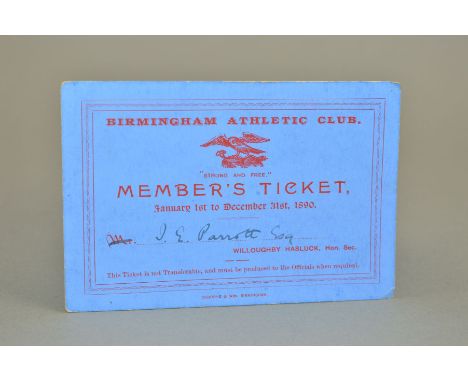 BIRMINGHAM ATHLETIC CLUB.
"STRONG AND FREE."
MEMBER'S TICKET,
January 1st to December 31st, 1890.
J. E. Parrott Esq
WILLOUGHBY HASLUCK, Hon. Sec.
This Ticket is not Transferable, and must be produced to the Officials when required.